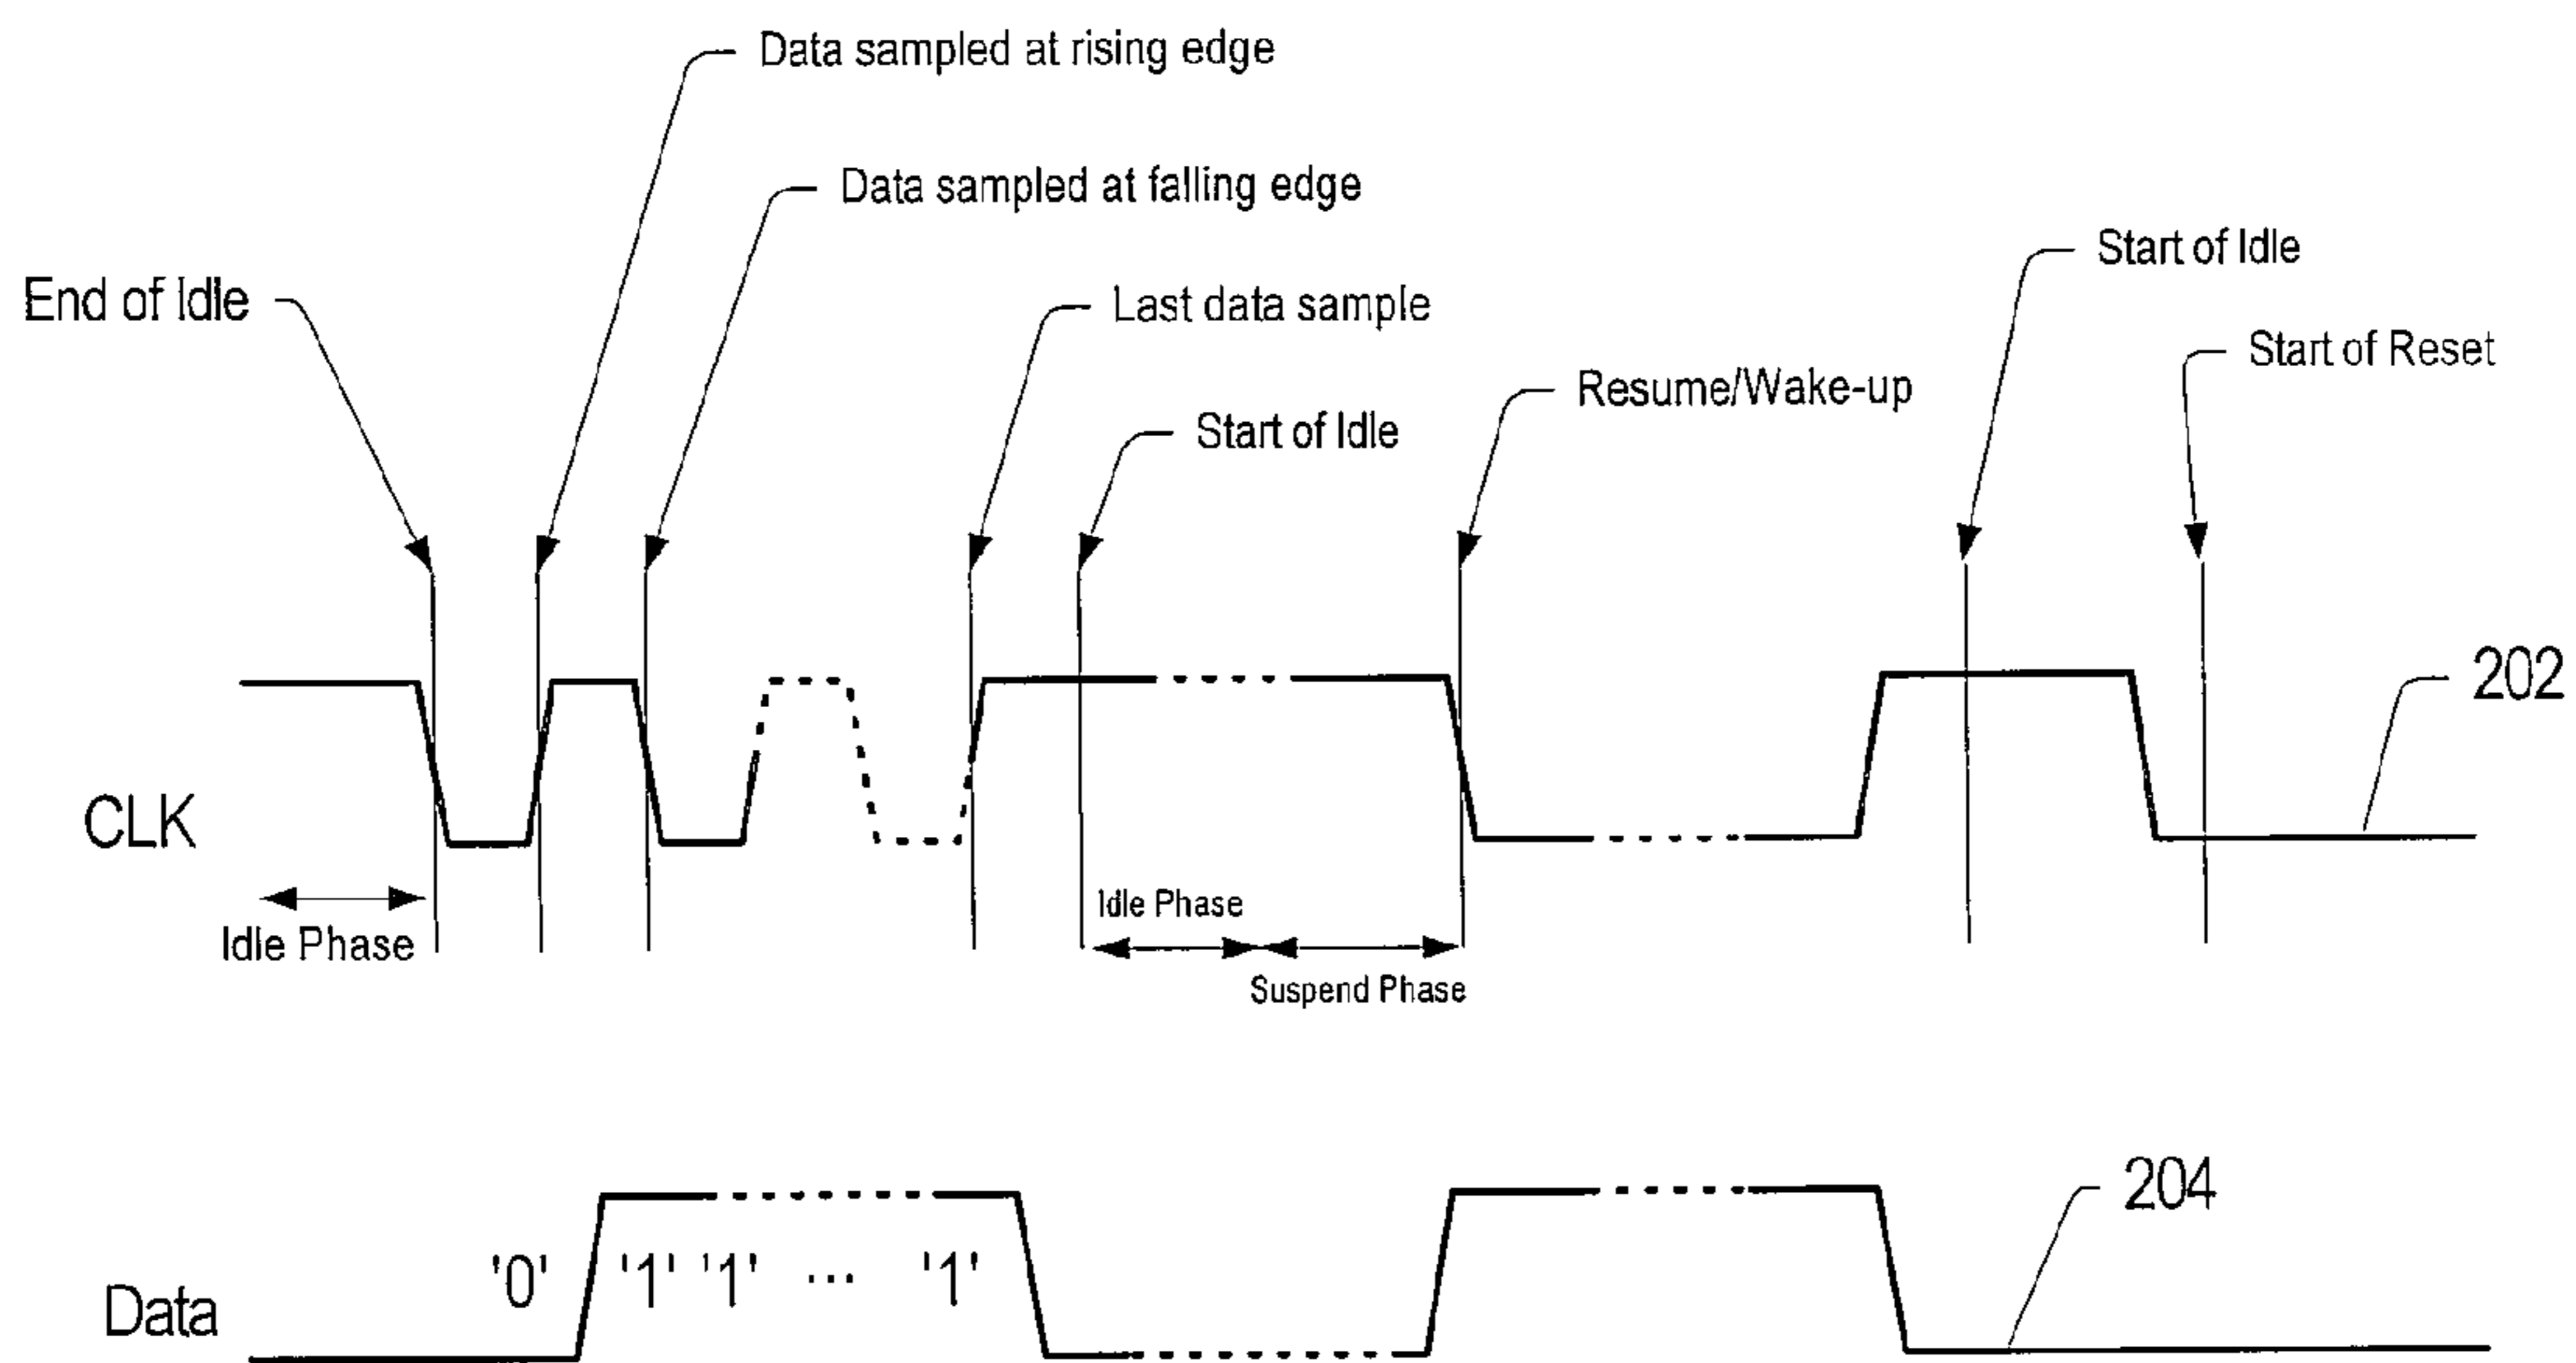 Data sampled at rising edge
Data sampled at falling edge
Start of Idle
End of Idle
Last data sample
Start of Reset
Resume/Wake-up
Start of Idle
202
CLK
Idle Phase
Idle Phase
Suspend Phase
204
'0' '1' '1' ... '1'
Data